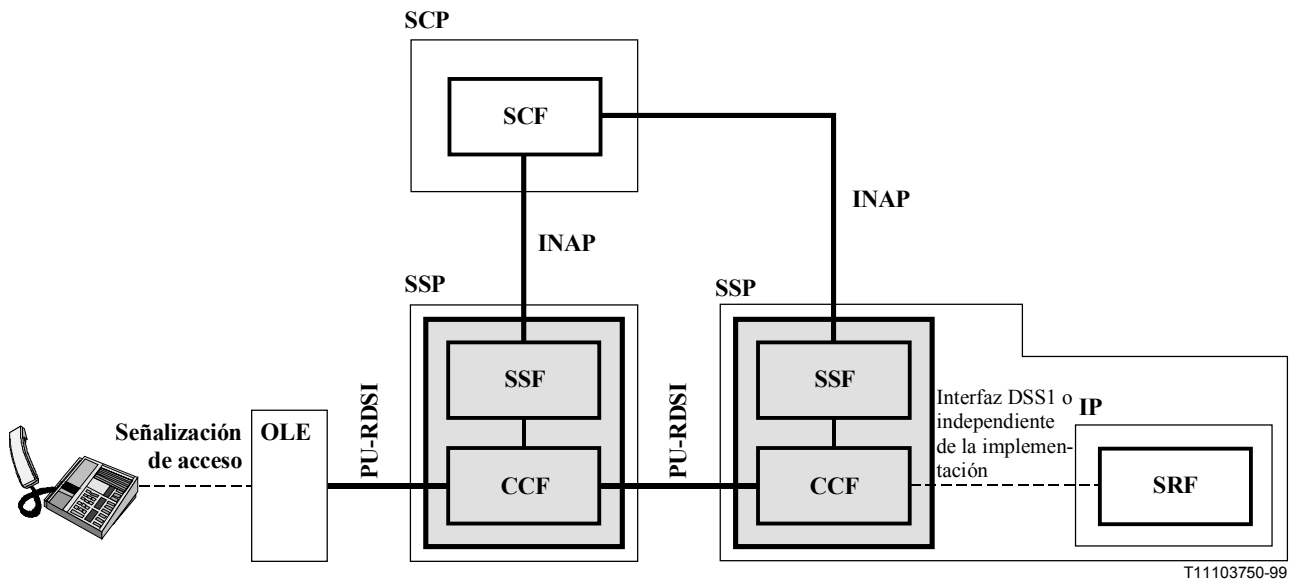 SCP
SCF
INAP
INAP
SSP
SSP
SSF
SSF
PU-RDSI
PU-RDSI
Interfaz DSS1 o
independiente
de la implemen-
tación
IP
Señalización
de acceso
OLE
CCF
CCF
SRF
T11103750-99